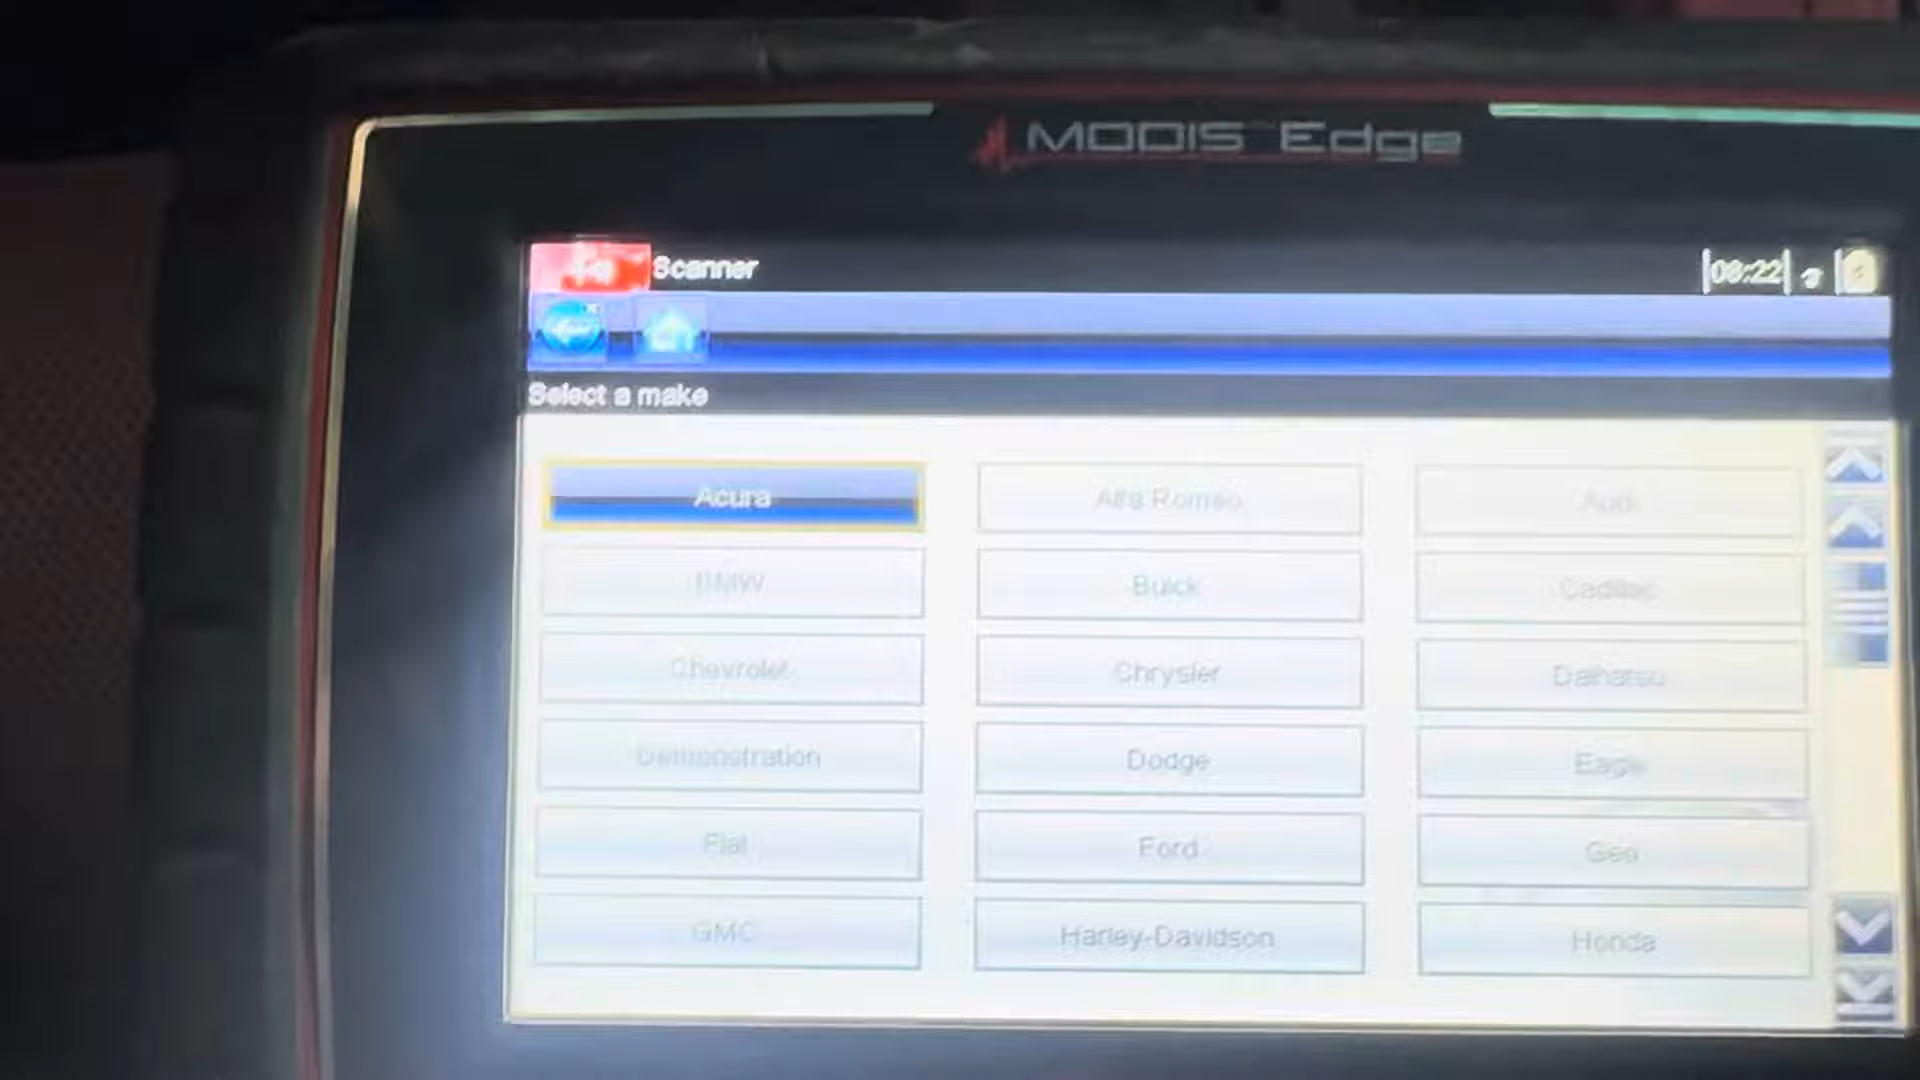 MODIS Edge
Scanner
08:22
Select a make
Acura
Alfa Romeo
Audi
BMW
Buick
Cadillac
Chevrolet
Chrysler
Daihatsu
Demonstration
Dodge
Eagle
Fiat
Ford
Geo
GMC
Harley-Davidson
Honda